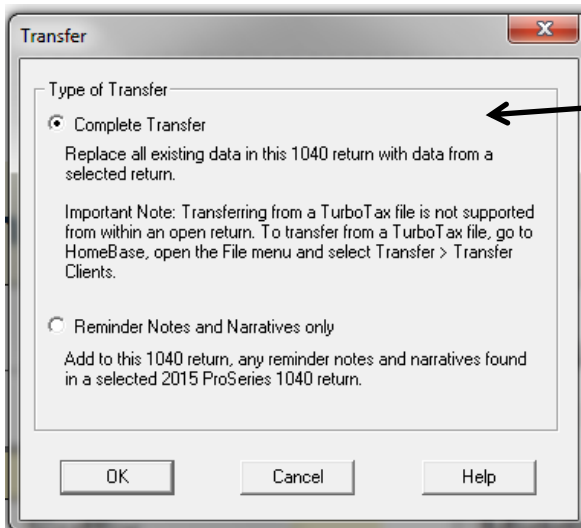 Transfer
Type of Transfer
Complete Transfer
Replace all existing data in this 1040 return with data from a
selected return.
Important Note: Transferring from a TurboTax file is not supported
from within an open return. To transfer from a TurboTax file, go to
HomeBase, open the File menu and select Transfer > Transfer
Clients.
Reminder Notes and Narratives only
Add to this 1040 return, any reminder notes and narratives found
in a selected 2015 ProSeries 1040 return.
OK Cancel Help